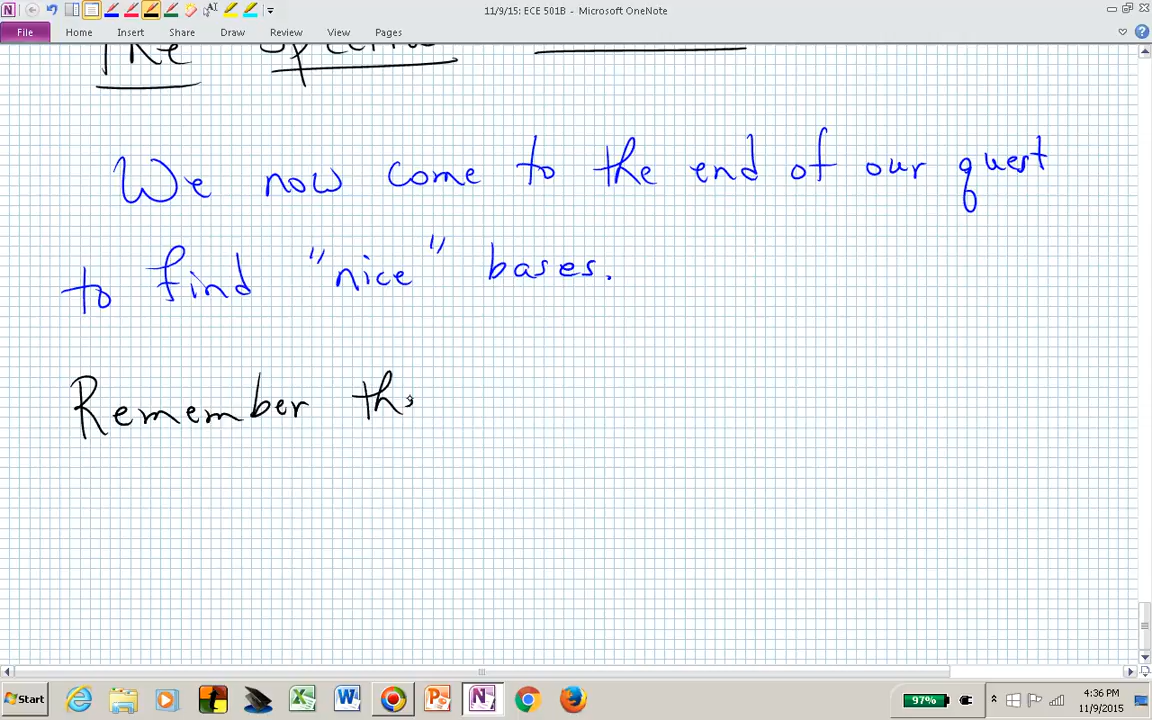 11/9/15: ECE 501B - Microsoft OneNote
File Home Insert Share Draw Review View Pages
The
We now come to the end of our quest
to find "nice" bases.
Remember
Start 97% 4:36 PM
11/9/2015